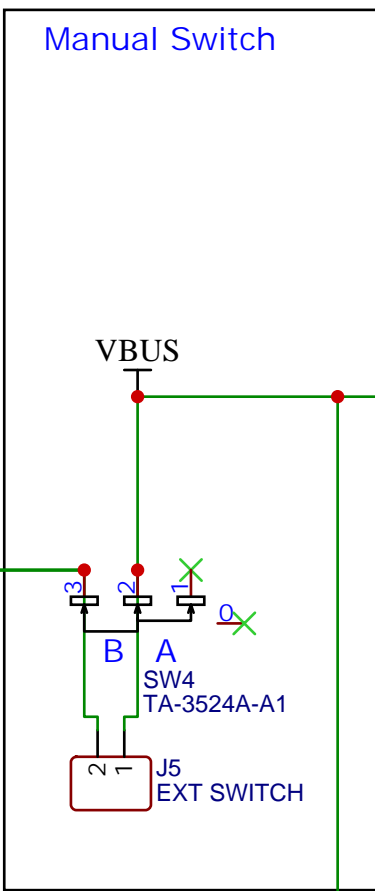 Manual Switch
VBUS
3 2 1
0
B A
SW4
TA-3524A-A1
2 1
J5
EXT SWITCH